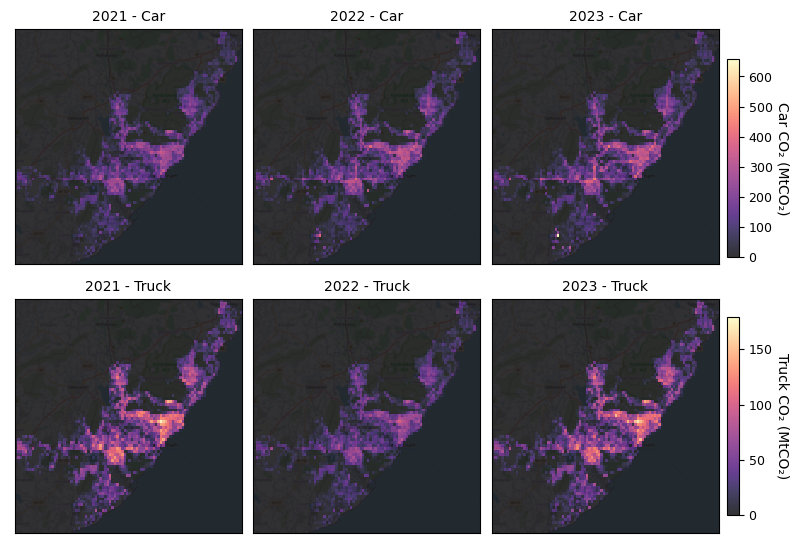 2021 - Car
2022 - Car
2023 - Car
600
500
400
300
200
100
0
Car CO₂ (MtCO₂)
2021 - Truck
2022 - Truck
2023 - Truck
150
100
50
0
Truck CO₂ (MtCO₂)